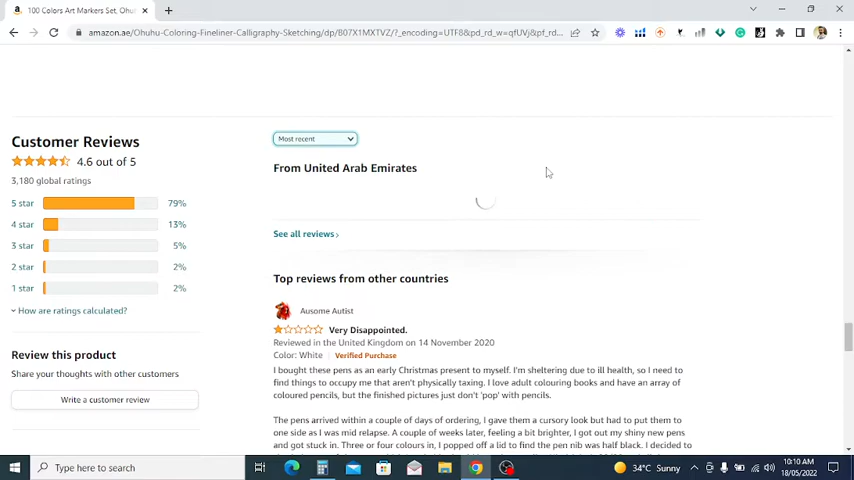 100 Colors Art Markers Set, Ohuhu
amazon.ae/Ohuhu-Coloring-Fineliner-Calligraphy-Sketching/dp/B07X1MXTVZ/?_encoding=UTF8&pd_rd_w=qfUVj&pf_rd...
Customer Reviews
4.6 out of 5
3,180 global ratings
5 star 79%
4 star 13%
3 star 5%
2 star 2%
1 star 2%
How are ratings calculated?
Review this product
Share your thoughts with other customers
Write a customer review
Most recent
From United Arab Emirates
See all reviews
Top reviews from other countries
Ausome Autist
Very Disappointed.
Reviewed in the United Kingdom on 14 November 2020
Color: White Verified Purchase
I bought these pens as an early Christmas present to myself. I'm sheltering due to ill health, so I need to
find things to occupy me that aren't physically taxing. I love adult colouring books and have an array of
coloured pencils, but the finished pictures just don't 'pop' with pencils.
The pens arrived within a couple of days of ordering, I gave them a cursory look but had to put them to
one side as I was mid relapse. A couple of weeks later, feeling a bit brighter, I got out my shiny new pens
and got stuck in. Three or four colours in, I popped off a lid to find the pen nib was half black. I decided to
Type here to search
34°C Sunny
10:10 AM
18/05/2022